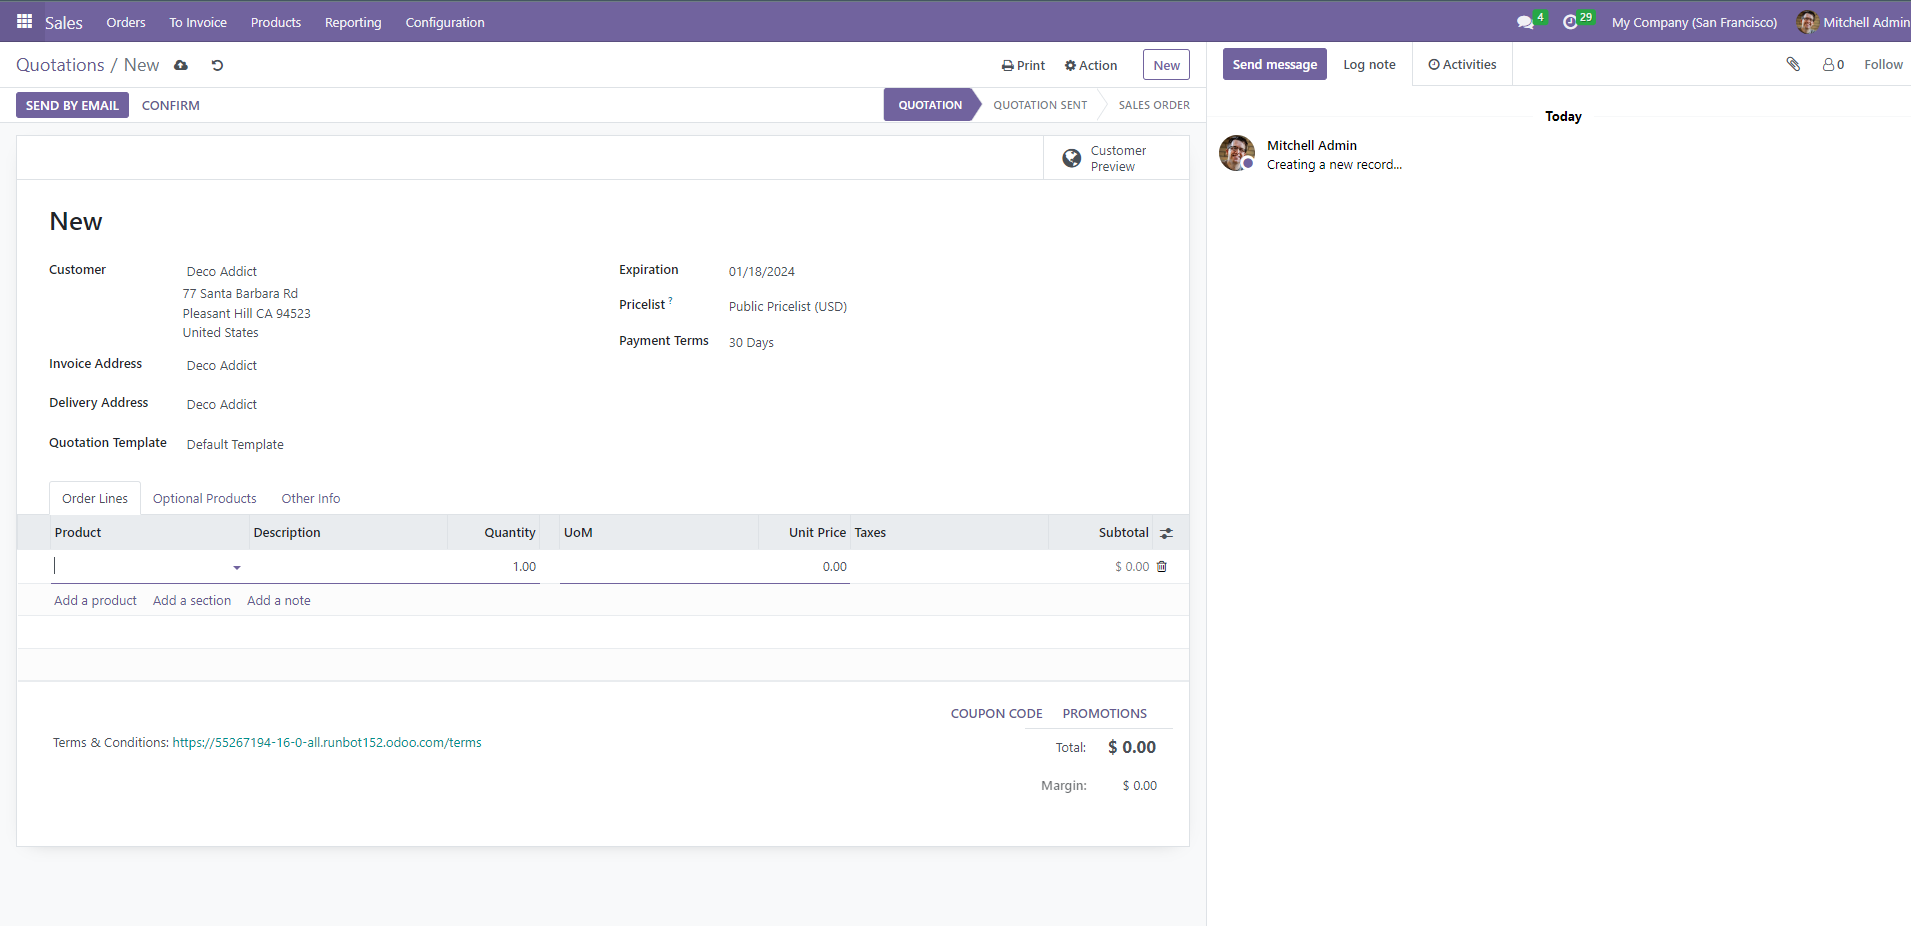 Sales Orders To Invoice Products Reporting Configuration 4 29 My Company (San Francisco) Mitchell Admin
Quotations / New Print Action New
SEND BY EMAIL CONFIRM QUOTATION QUOTATION SENT SALES ORDER
Customer
Preview
New
Customer Deco Addict
77 Santa Barbara Rd
Pleasant Hill CA 94523
United States
Invoice Address Deco Addict
Delivery Address Deco Addict
Quotation Template Default Template
Expiration 01/18/2024
Pricelist ? Public Pricelist (USD)
Payment Terms 30 Days
Order Lines Optional Products Other Info
Product Description Quantity UoM Unit Price Taxes Subtotal
1.00 0.00 $ 0.00
Add a product Add a section Add a note
COUPON CODE PROMOTIONS
Terms & Conditions: https://55267194-16-0-all.runbot152.odoo.com/terms
Total: $ 0.00
Margin: $ 0.00
Send message Log note Activities 0 Follow
Today
Mitchell Admin
Creating a new record...